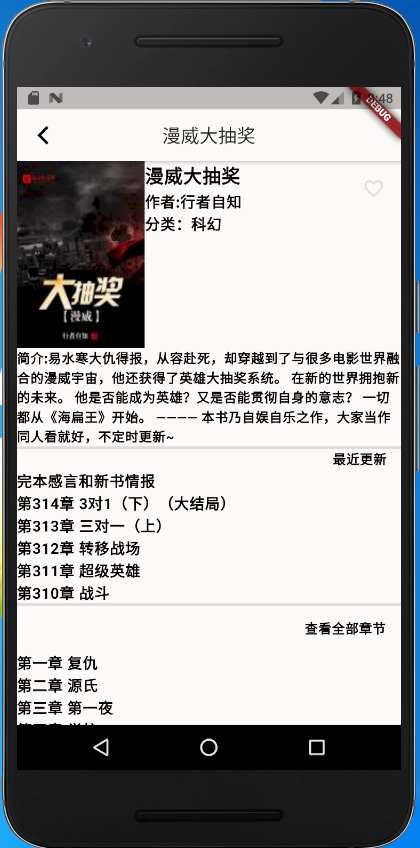 8:48
DEBUG
漫威大抽奖
漫威大抽奖
作者:行者自知
分类：科幻
大抽奖
【漫威】
行者自知
简介:易水寒大仇得报，从容赴死，却穿越到了与很多电影世界融
合的漫威宇宙，他还获得了英雄大抽奖系统。 在新的世界拥抱新
的未来。 他是否能成为英雄？又是否能贯彻自身的意志？ 一切
都从《海扁王》开始。 ———— 本书乃自娱自乐之作，大家当作
同人看就好，不定时更新~
最近更新
完本感言和新书情报
第314章 3对1（下）（大结局）
第313章 三对一（上）
第312章 转移战场
第311章 超级英雄
第310章 战斗
查看全部章节
第一章 复仇
第二章 源氏
第三章 第一夜